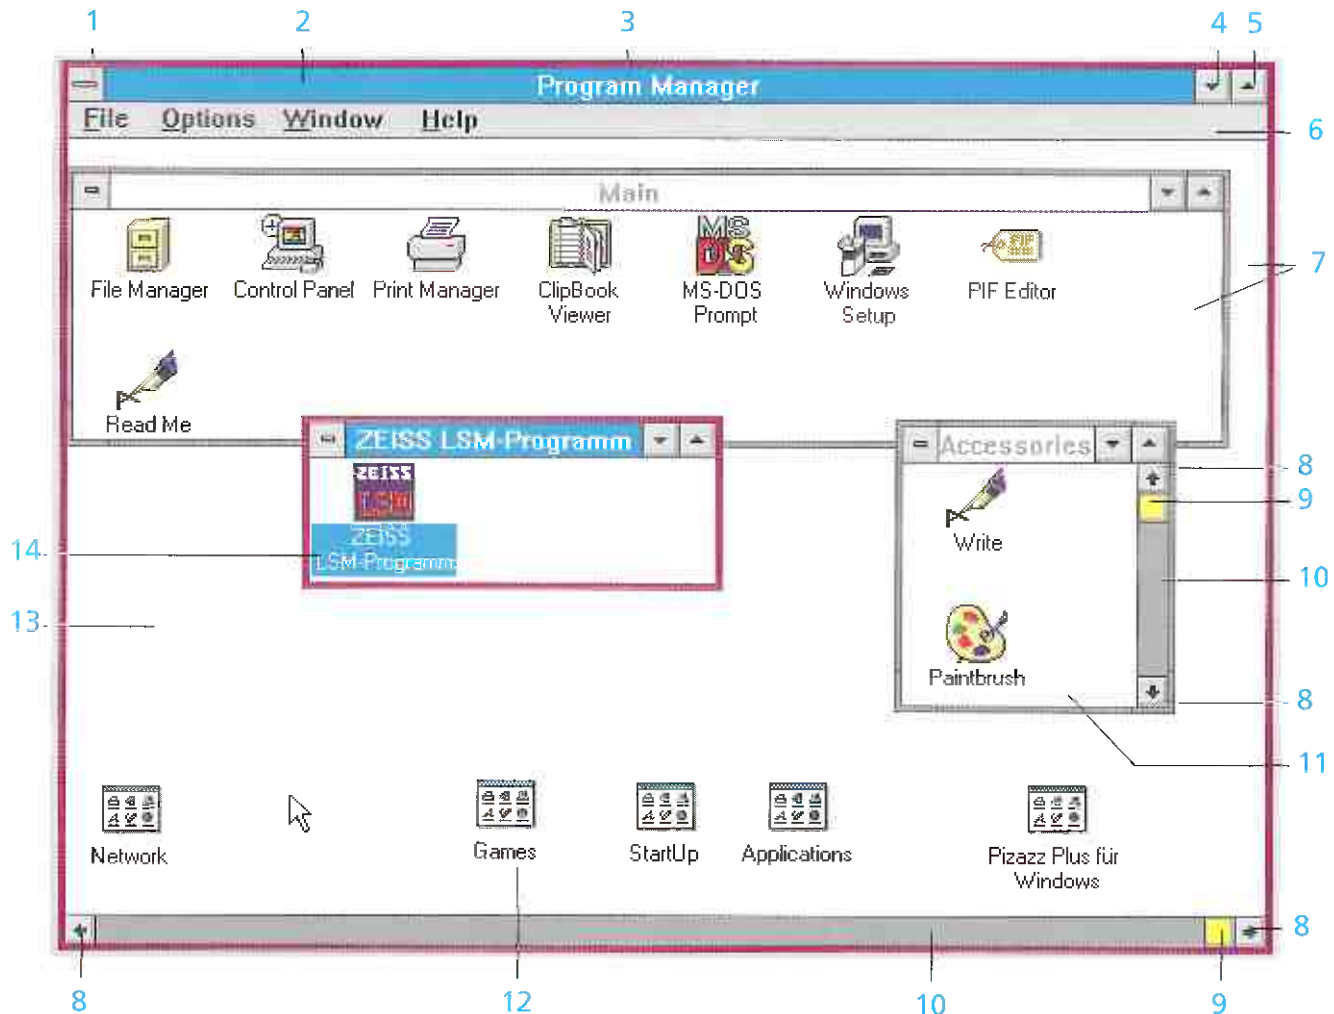 1 2 3 4 5
Program Manager
File Options Window Help
6
Main
7
File Manager Control Panel Print Manager ClipBook Viewer MS-DOS Prompt Windows Setup PIF Editor
MS
DOS
PIF
Read Me
ZEISS LSM-Programm
ZEISS
LSM
ZEISS
LSM-Programm
Accessories
8
9
Write
14
10
13
Paintbrush
8
11
Network Games StartUp Applications Pizazz Plus für
Windows
8
8 12 10 9